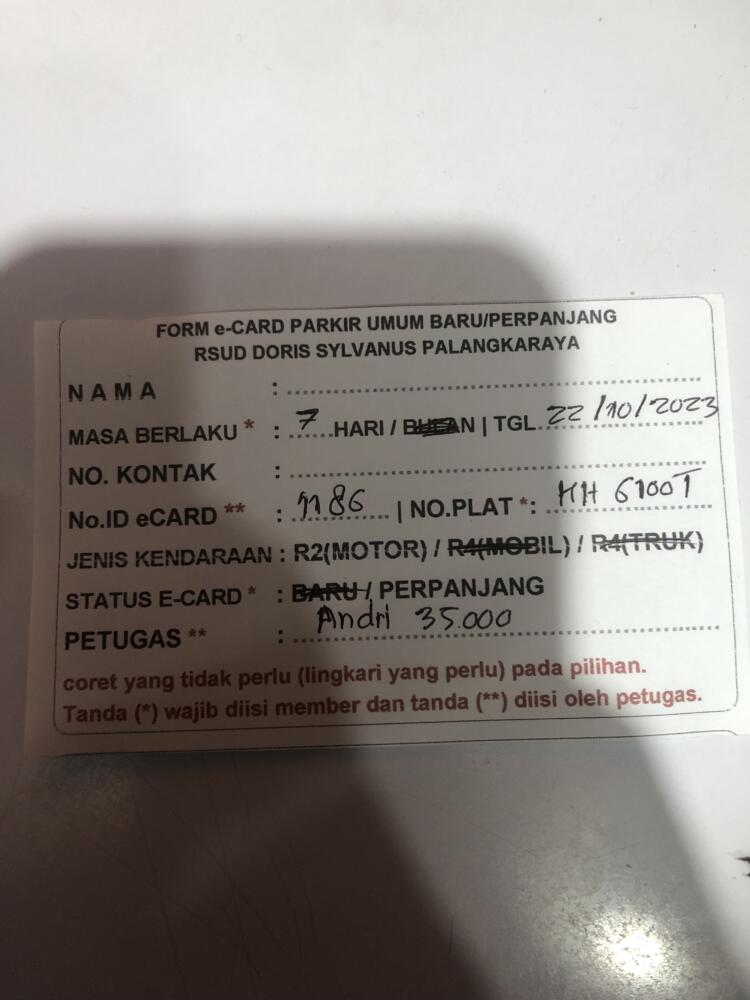 FORM e-CARD PARKIR UMUM BARU/PERPANJANG
RSUD DORIS SYLVANUS PALANGKARAYA
NAMA :
MASA BERLAKU * : 7 HARI / BULAN | TGL. 22/10/2023
NO. KONTAK :
No.ID eCARD ** : 1186 | NO.PLAT *: KH 6100T
JENIS KENDARAAN : R2(MOTOR) / R4(MOBIL) / R4(TRUK)
STATUS E-CARD * : BARU / PERPANJANG
PETUGAS ** : Andri 35.000
coret yang tidak perlu (lingkari yang perlu) pada pilihan.
Tanda (*) wajib diisi member dan tanda (**) diisi oleh petugas.